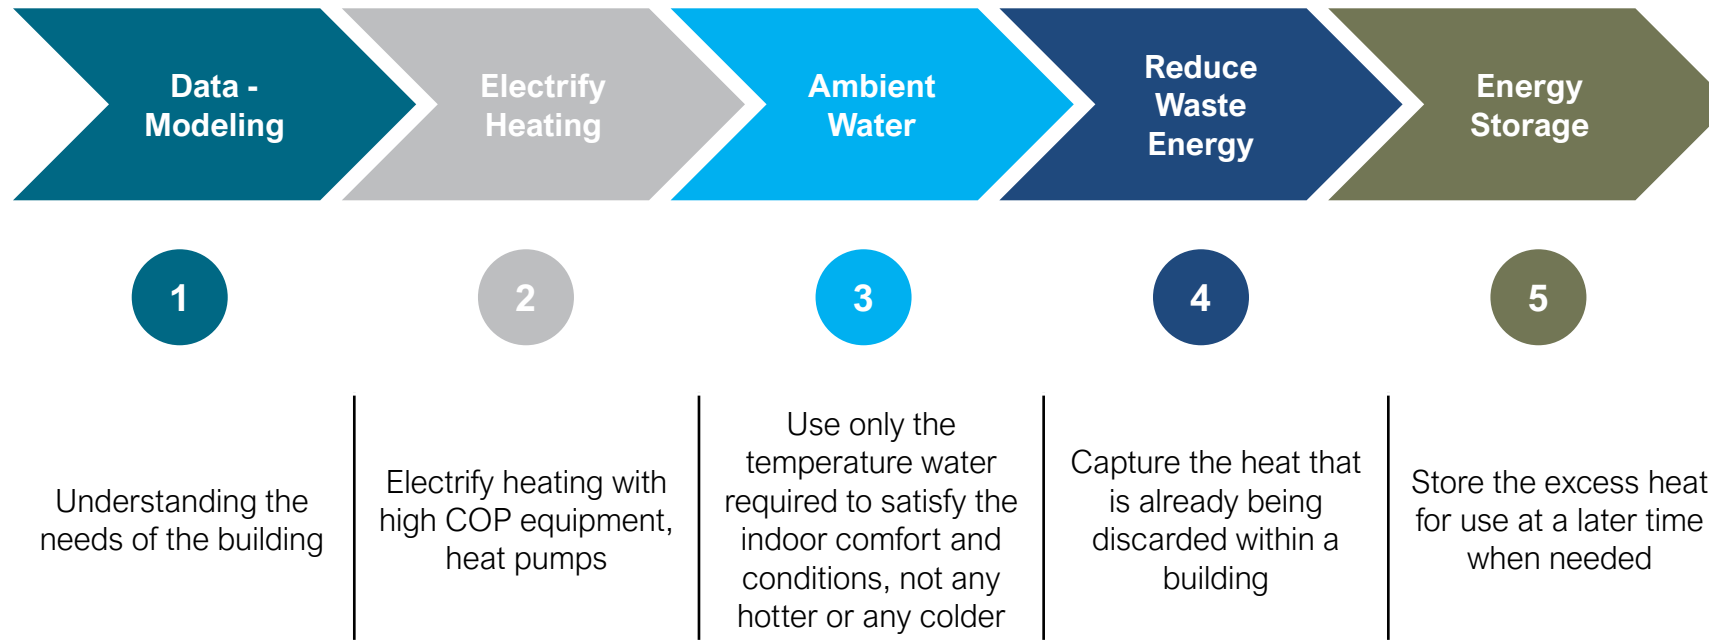 Data -
Modeling
Electrify
Heating
Ambient
Water
Reduce
Waste
Energy
Energy
Storage
1
2
3
4
5
Understanding the
needs of the building
Electrify heating with
high COP equipment,
heat pumps
Use only the
temperature water
required to satisfy the
indoor comfort and
conditions, not any
hotter or any colder
Capture the heat that
is already being
discarded within a
building
Store the excess heat
for use at a later time
when needed